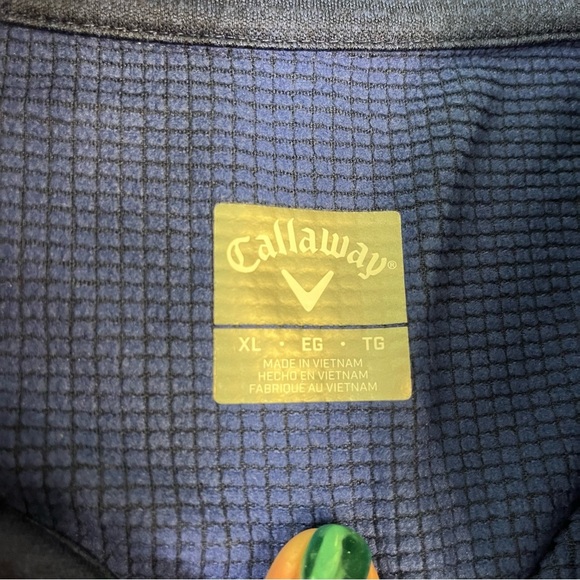 Callaway®
XL • EG • TG
MADE IN VIETNAM
HECHO EN VIETNAM
FABRIQUE AU VIETNAM